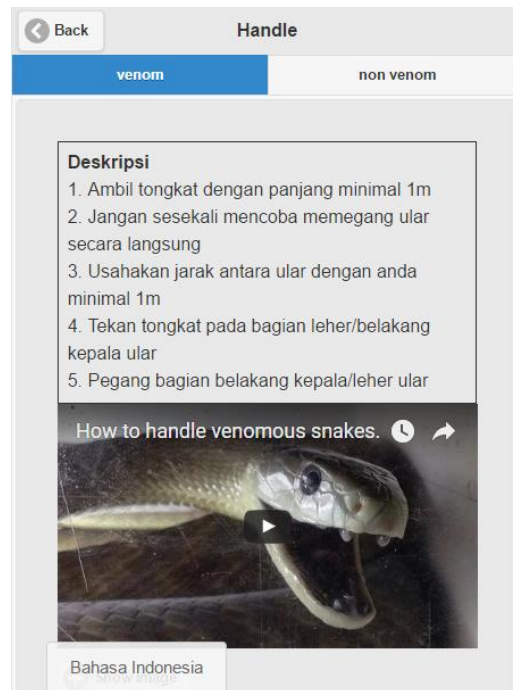 Back
Handle
venom
non venom
Deskripsi
1. Ambil tongkat dengan panjang minimal 1m
2. Jangan sesekali mencoba memegang ular
secara langsung
3. Usahakan jarak antara ular dengan anda
minimal 1m
4. Tekan tongkat pada bagian leher/belakang
kepala ular
5. Pegang bagian belakang kepala/leher ular
How to handle venomous snakes.
Bahasa Indonesia
Show image